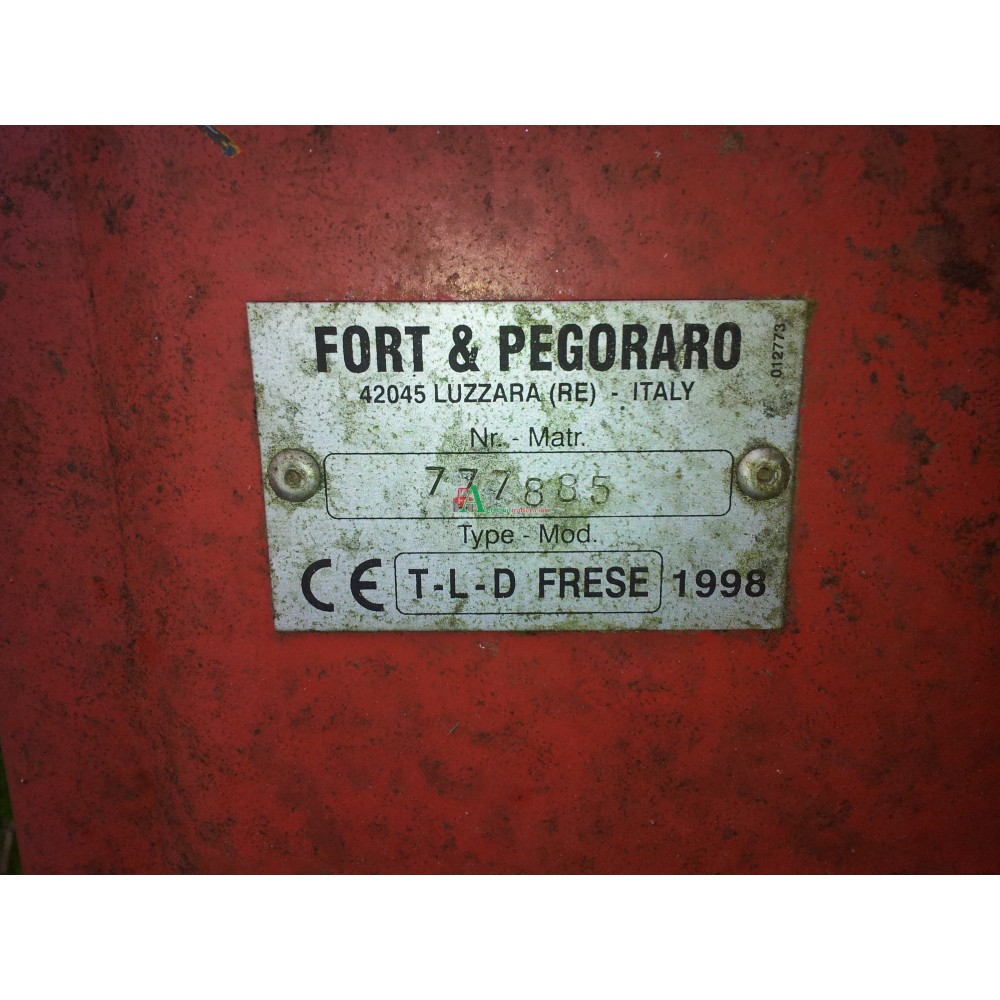 FORT & PEGORARO
42045 LUZZARA (RE) - ITALY
012773
Nr. - Matr.
777885
Type - Mod.
CE T-L-D FRESE 1998